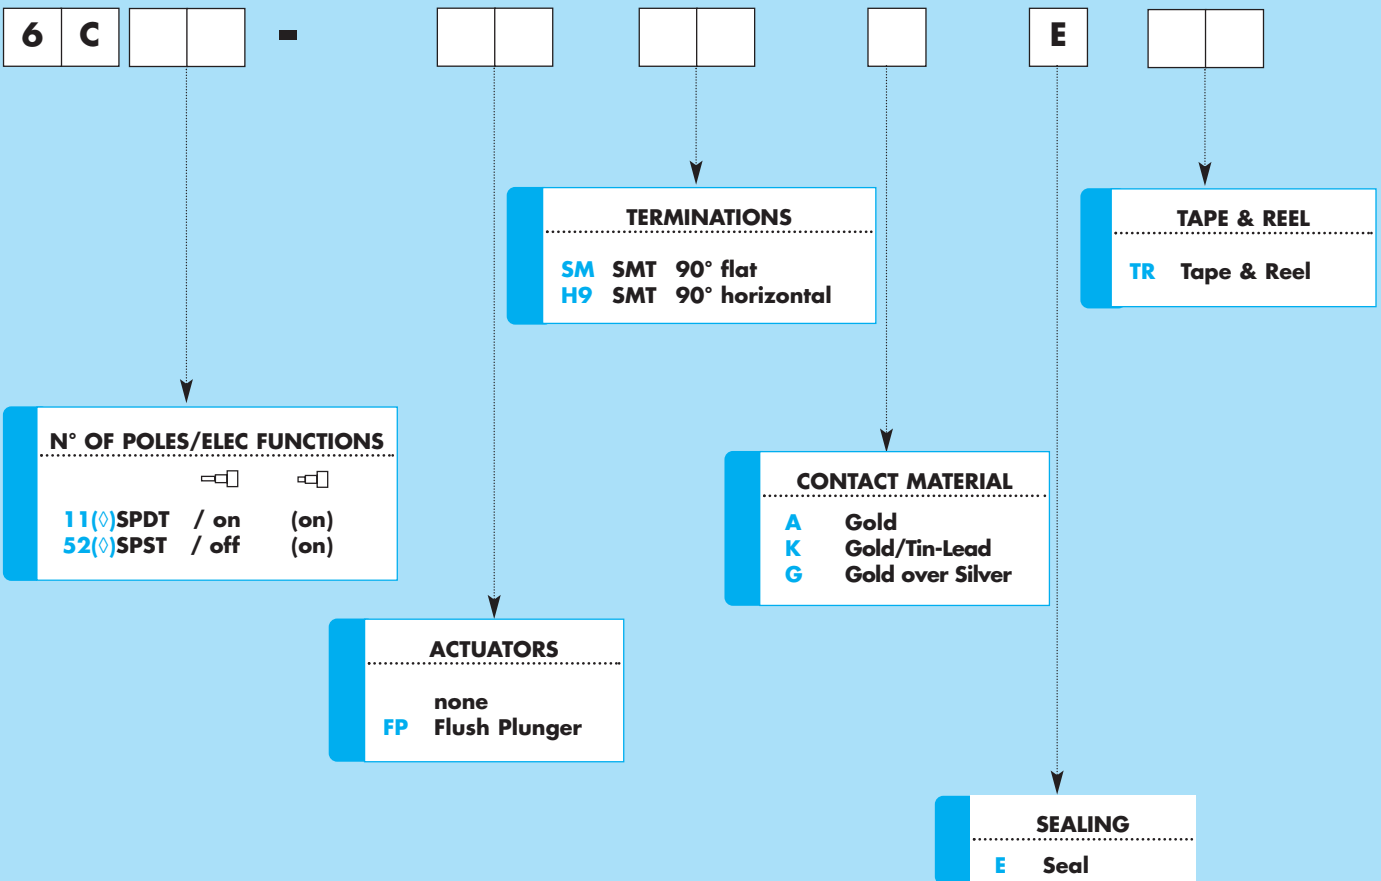 6 C - E
TERMINATIONS
SM SMT 90° flat
H9 SMT 90° horizontal
TAPE & REEL
TR Tape & Reel
N° OF POLES/ELEC FUNCTIONS
11(◊)SPDT / on (on)
52(◊)SPST / off (on)
CONTACT MATERIAL
A Gold
K Gold/Tin-Lead
G Gold over Silver
ACTUATORS
none
FP Flush Plunger
SEALING
E Seal